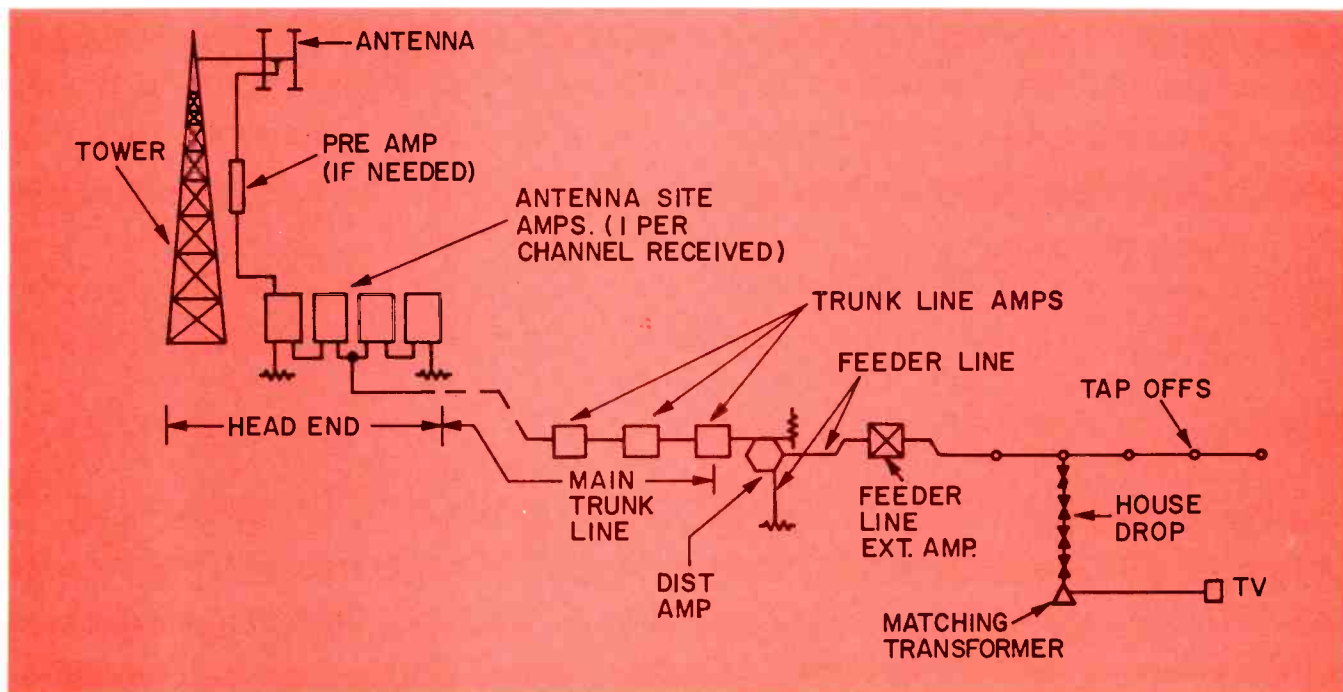 ANTENNA
TOWER
PRE AMP
(IF NEEDED)
ANTENNA SITE
AMPS. (1 PER
CHANNEL RECEIVED)
TRUNK LINE AMPS
FEEDER LINE
TAP OFFS
HEAD END
MAIN
TRUNK
LINE
FEEDER
LINE
EXT. AMP.
HOUSE
DROP
DIST
AMP
TV
MATCHING
TRANSFORMER